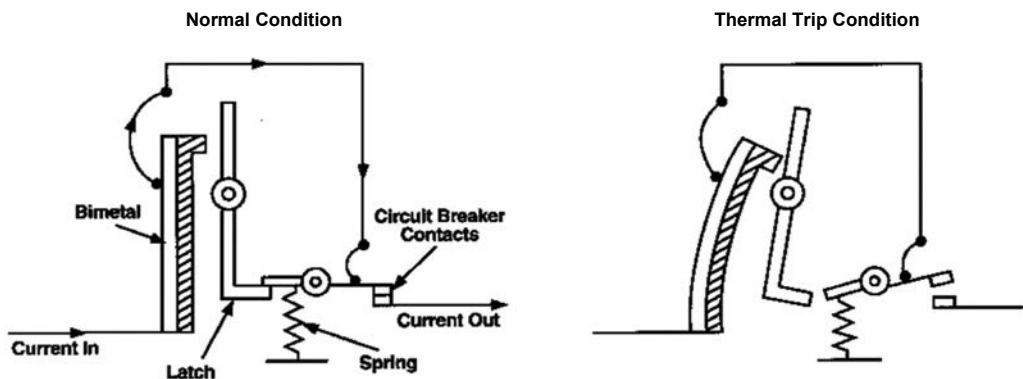 Normal Condition
Thermal Trip Condition
Bimetal
Circuit Breaker
Contacts
Current Out
Current In
Spring
Latch